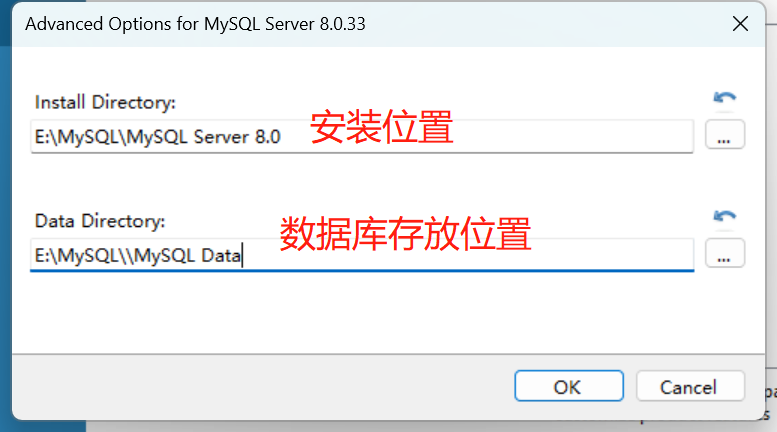 Advanced Options for MySQL Server 8.0.33
Install Directory:
E:\MySQL\MySQL Server 8.0
安装位置
...
Data Directory:
数据库存放位置
E:\MySQL\\MySQL Data
...
OK
Cancel